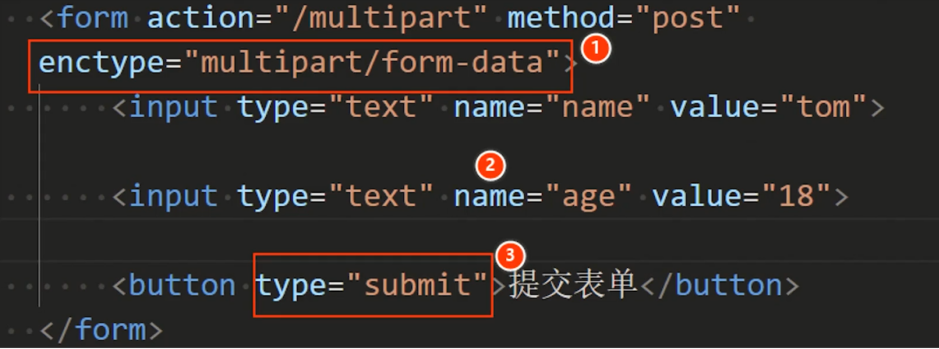 <form action="/multipart" method="post"
enctype="multipart/form-data"> 1
<input type="text" name="name" value="tom">
2
<input type="text" name="age" value="18">
3
<button type="submit">提交表单</button>
</form>